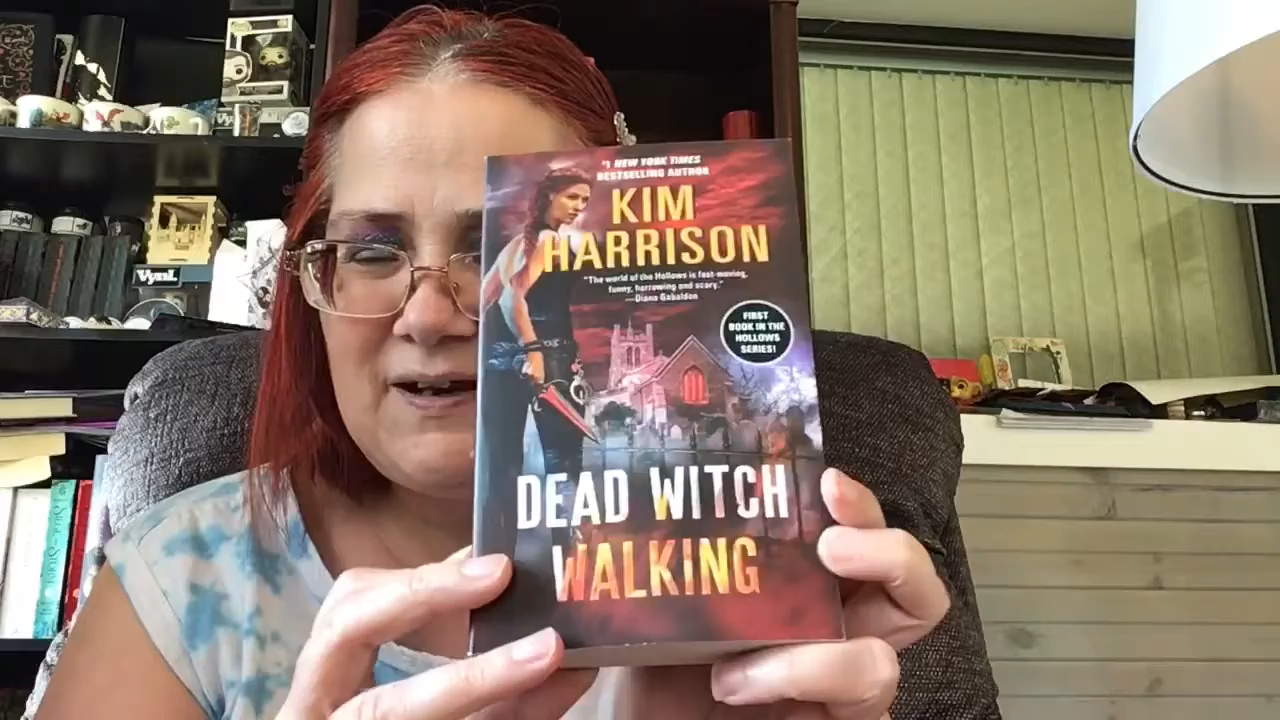 #1 NEW YORK TIMES
BESTSELLING AUTHOR
KIM
HARRISON
"The world of the Hollows is fast-moving,
funny, harrowing and scary."
—Diana Gabaldon
FIRST
BOOK IN THE
HOLLOWS
SERIES!
DEAD WITCH
WALKING
Vynl.